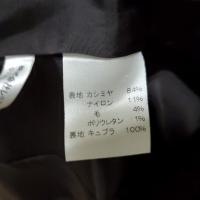 表地 カシミヤ 84%
ナイロン 11%
毛 4%
ポリウレタン 1%
裏地 キュプラ 100%